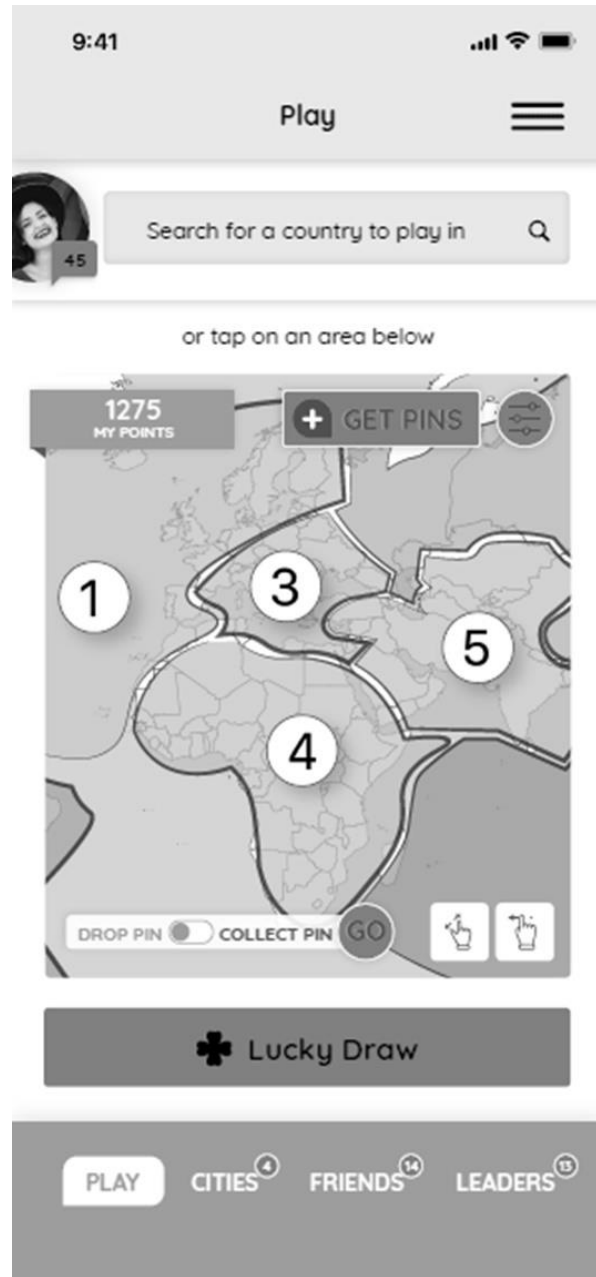 9:41
Play
Search for a country to play in
45
or tap on an area below
1275
MY POINTS
GET PINS
1
3
5
4
DROP PIN COLLECT PIN GO
Lucky Draw
PLAY CITIES 4 FRIENDS 14 LEADERS 13